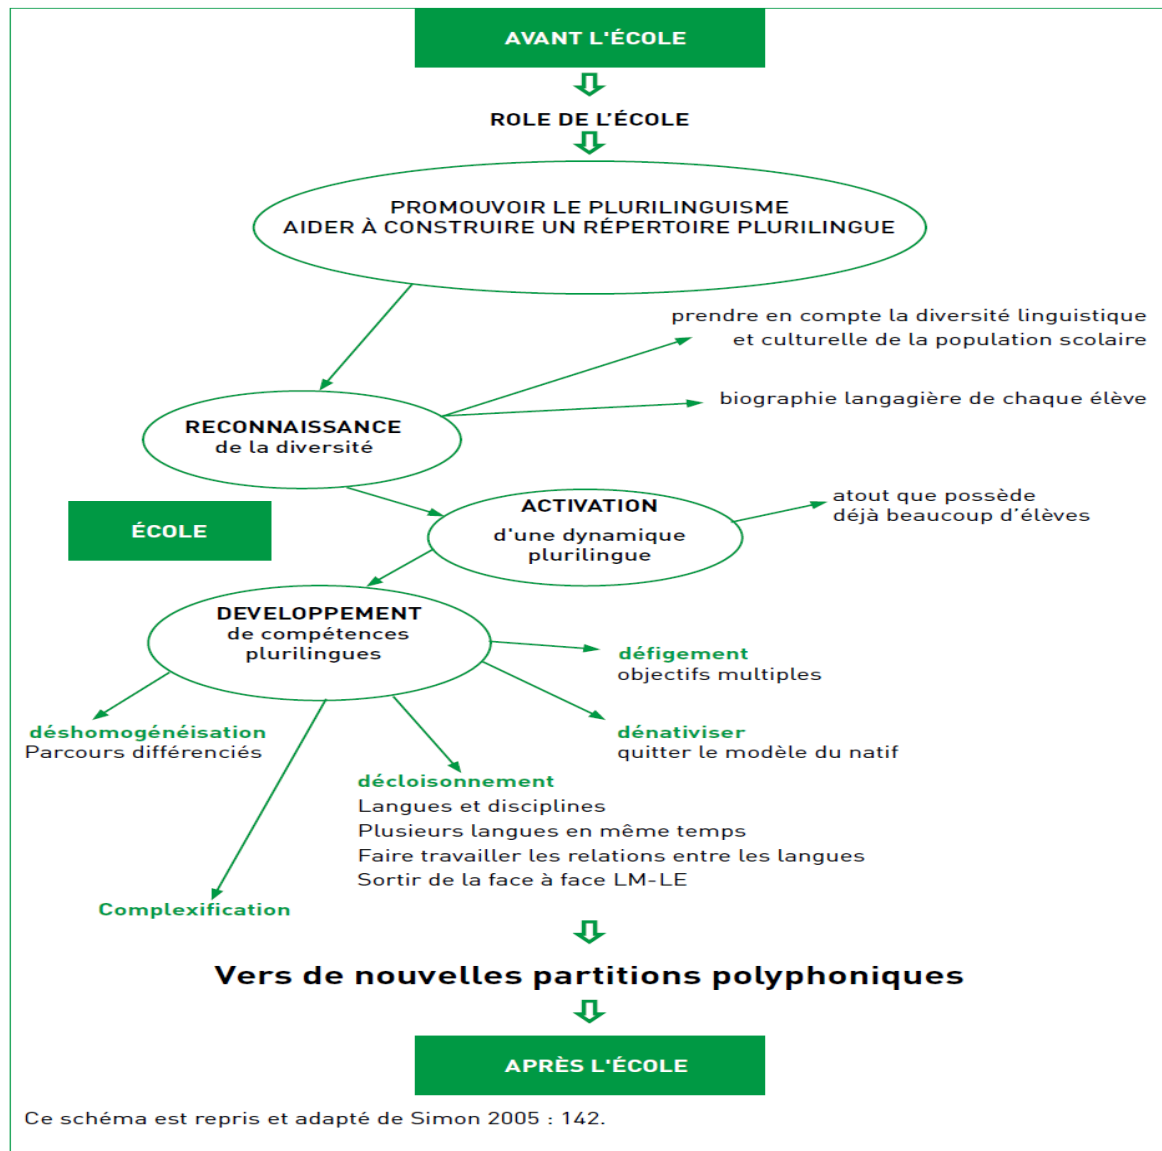 AVANT L'ÉCOLE
ROLE DE L'ÉCOLE
PROMOUVOIR LE PLURILINGUISME
AIDER À CONSTRUIRE UN RÉPERTOIRE PLURILINGUE
prendre en compte la diversité linguistique
et culturelle de la population scolaire
biographie langagière de chaque élève
RECONNAISSANCE
de la diversité
ÉCOLE
ACTIVATION
d'une dynamique
plurilingue
atout que possède
déjà beaucoup d'élèves
DEVELOPPEMENT
de compétences
plurilingues
défigement
objectifs multiples
déshomogénéisation
Parcours différenciés
dénativiser
quitter le modèle du natif
décloisonnement
Langues et disciplines
Plusieurs langues en même temps
Faire travailler les relations entre les langues
Sortir de la face à face LM-LE
Complexification
Vers de nouvelles partitions polyphoniques
APRÈS L'ÉCOLE
Ce schéma est repris et adapté de Simon 2005 : 142.